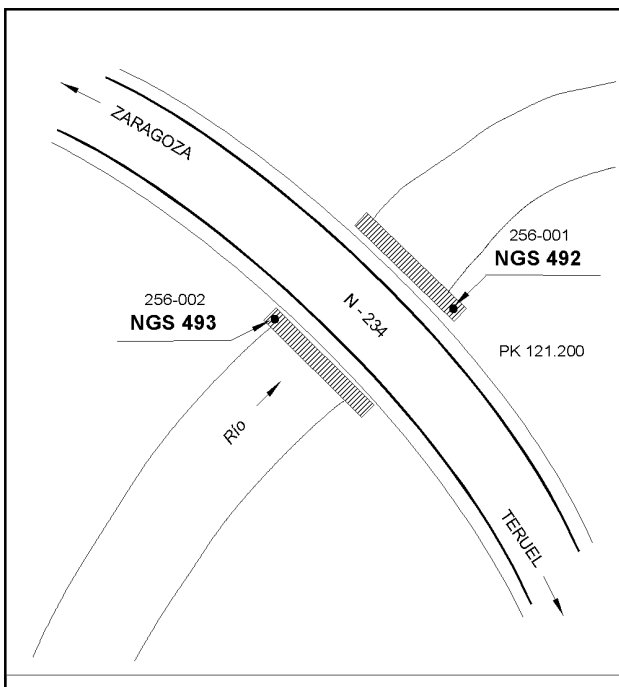 ZARAGOZA
256-001
NGS 492
256-002
NGS 493
N - 234
PK 121.200
Río
TERUEL